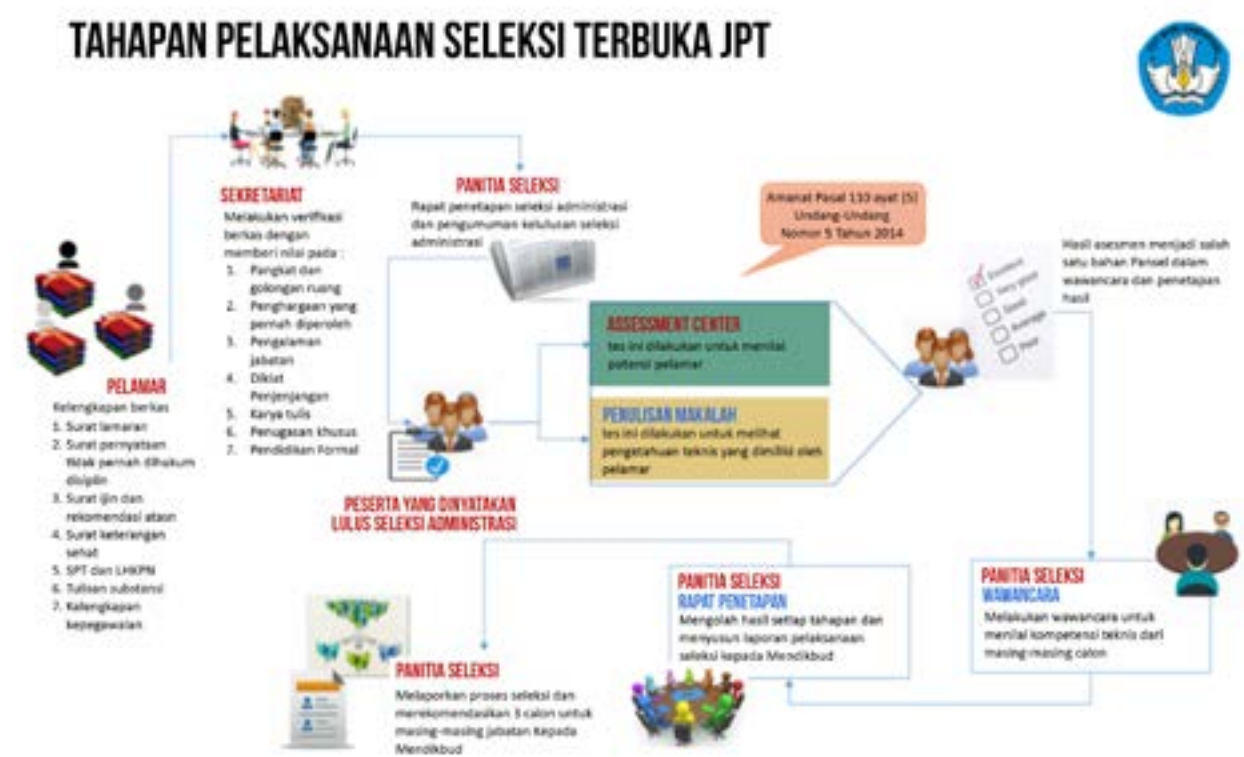 TAHAPAN PELAKSANAAN SELEKSI TERBUKA JPT
PELAMAR
Kelengkapan berkas
1. Surat lamaran
2. Surat pernyataan
tidak pernah dihukum
disiplin
3. Surat ijin dan
rekomendasi atasn
4. Surat keterangan
sehat
5. SPT dan LHKPN
6. Tulisan substansi
7. Kelengkapan
kepegawaian
SEKRETARIAT
Melakukan verifikasi
berkas dengan
memberi nilai pada :
1. Pangkat dan
golongan ruang
2. Penghargaan yang
pernah diperoleh
3. Pengalaman
jabatan
4. Diklat
Penjenjangan
5. Karya tulis
6. Penugasan khusus
7. Pendidikan Formal
PANITIA SELEKSI
Rapat penetapan seleksi administrasi
dan pengumuman kelulusan seleksi
administrasi
PESERTA YANG DINYATAKAN
LULUS SELEKSI ADMINISTRASI
Amanat Pasal 110 ayat (5)
Undang-Undang
Nomor 5 Tahun 2014
ASSESSMENT CENTER
tes ini dilakukan untuk menilai
potensi pelamar
PENULISAN MAKALAH
tes ini dilakukan untuk melihat
pengetahuan teknis yang dimiliki oleh
pelamar
Excellent
Very good
Good
Average
Poor
Hasil asesmen menjadi salah
satu bahan Pansel dalam
wawancara dan penetapan
hasil
PANITIA SELEKSI
WAWANCARA
Melakukan wawancara untuk
menilai kompetensi teknis dari
masing-masing calon
PANITIA SELEKSI
RAPAT PENETAPAN
Mengolah hasil setiap tahapan dan
menyusun laporan pelaksanaan
seleksi kepada Mendikbud
PANITIA SELEKSI
Melaporkan proses seleksi dan
merekomendasikan 3 calon untuk
masing-masing jabatan Kepada
Mendikbud